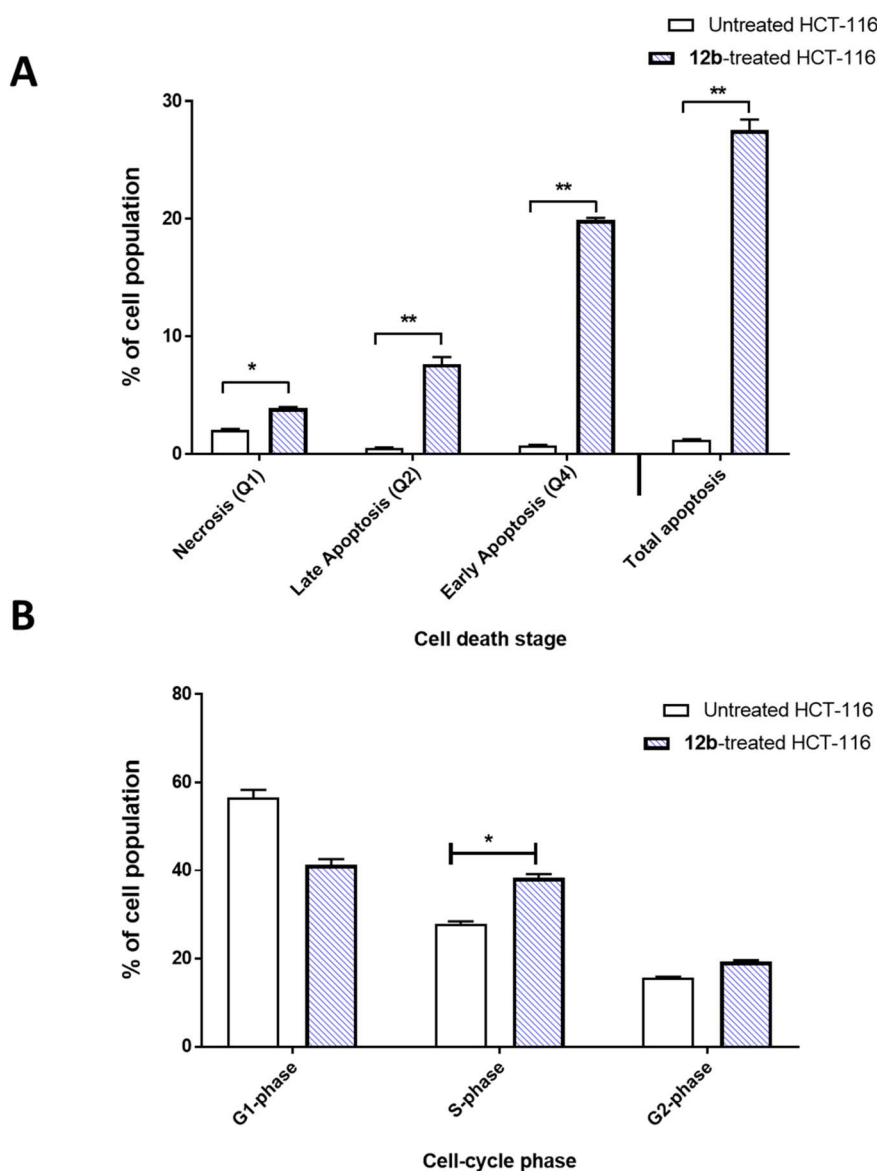 Untreated HCT-116
12b-treated HCT-116
A
30
20
10
0
% of cell population
*
**
**
**
Necrosis (Q1)
Late Apoptosis (Q2)
Early Apoptosis (Q4)
Total apoptosis
Cell death stage
B
80
60
40
20
0
% of cell population
Untreated HCT-116
12b-treated HCT-116
*
G1-phase
S-phase
G2-phase
Cell-cycle phase